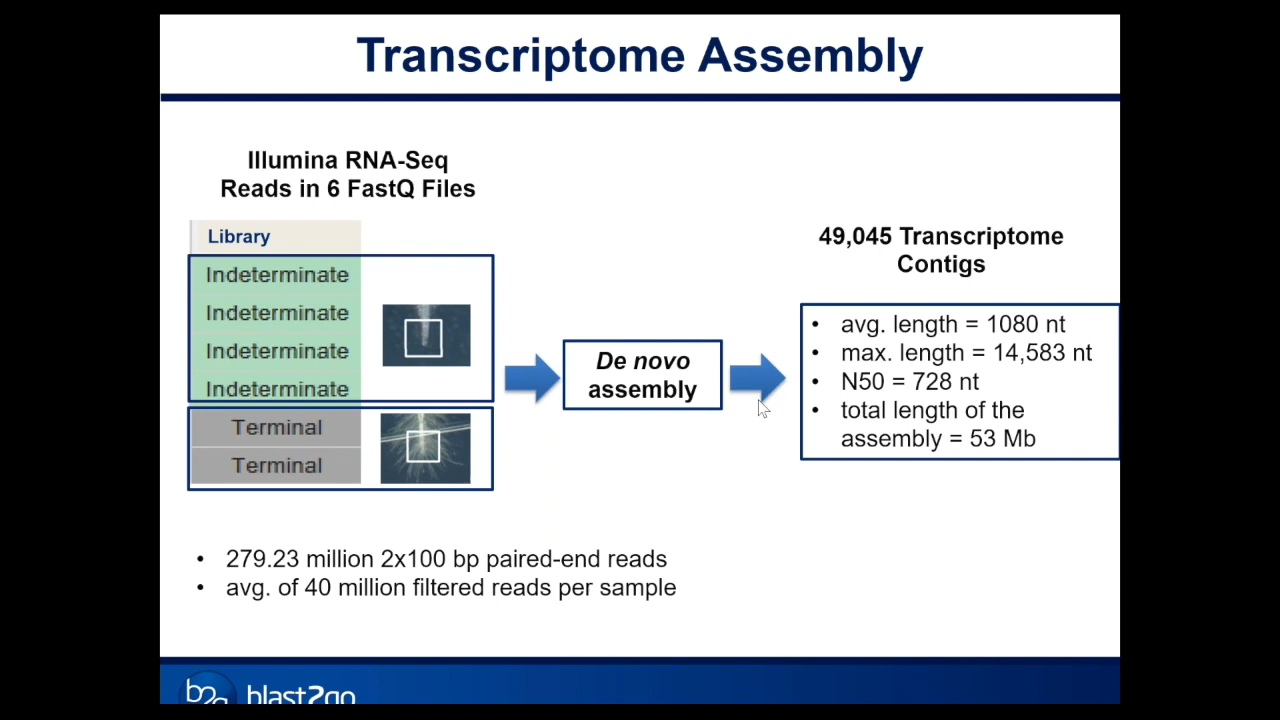 Transcriptome Assembly
Illumina RNA-Seq
Reads in 6 FastQ Files
Library
Indeterminate
Indeterminate
Indeterminate
Indeterminate
Terminal
Terminal
De novo
assembly
49,045 Transcriptome
Contigs
• avg. length = 1080 nt
• max. length = 14,583 nt
• N50 = 728 nt
• total length of the
assembly = 53 Mb
• 279.23 million 2x100 bp paired-end reads
• avg. of 40 million filtered reads per sample
b2g blast2go